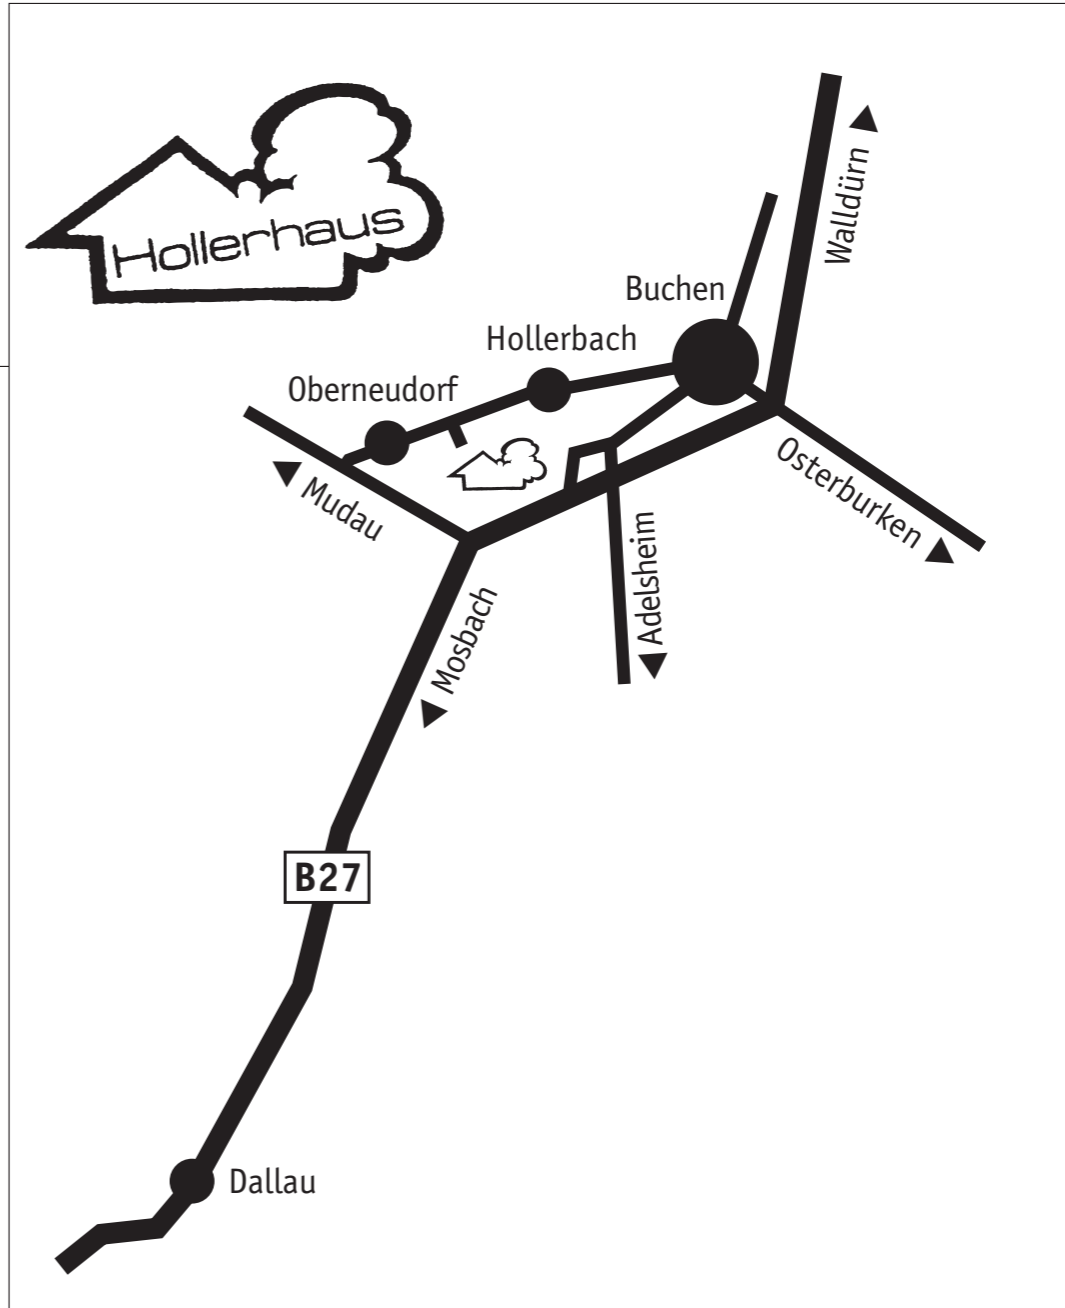 Hollerhaus
Walldürn
Buchen
Hollerbach
Oberneudorf
Osterburken
Mudau
Adelsheim
Mosbach
B27
Dallau